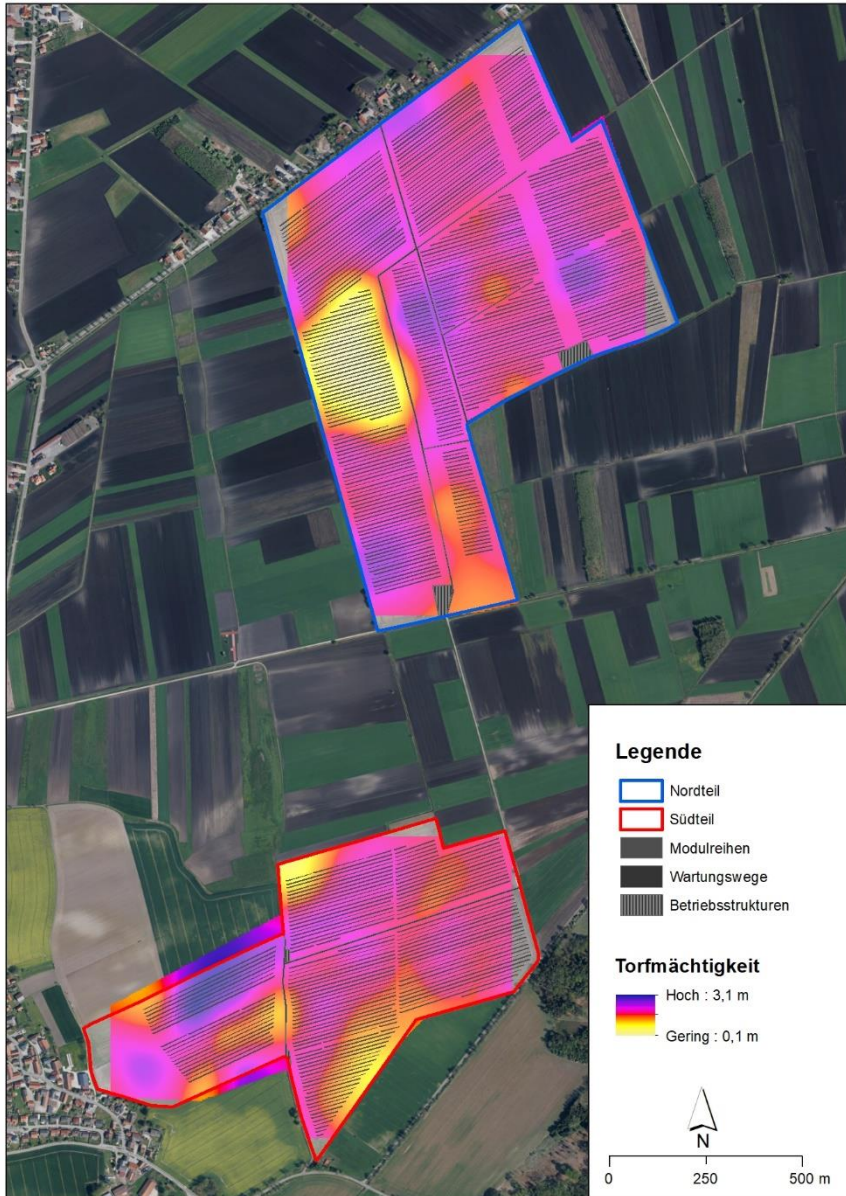 Legende
Nordteil
Südteil
Modulreihen
Wartungswege
Betriebsstrukturen
Torfmächtigkeit
Hoch : 3,1 m
Gering : 0,1 m
N
0 250 500 m